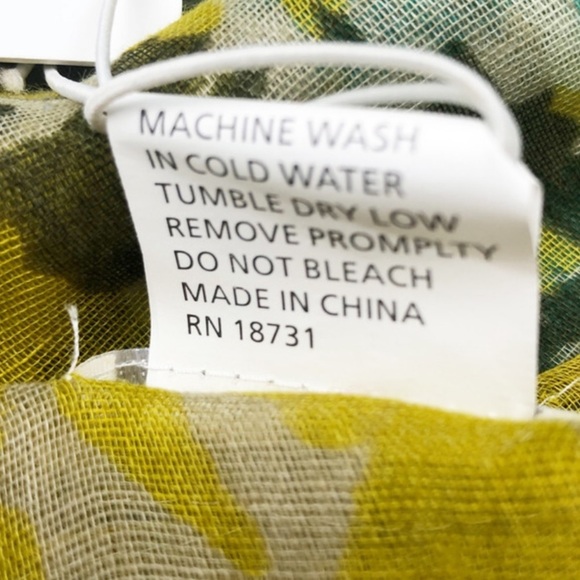 MACHINE WASH
IN COLD WATER
TUMBLE DRY LOW
REMOVE PROMPLTY
DO NOT BLEACH
MADE IN CHINA
RN 18731